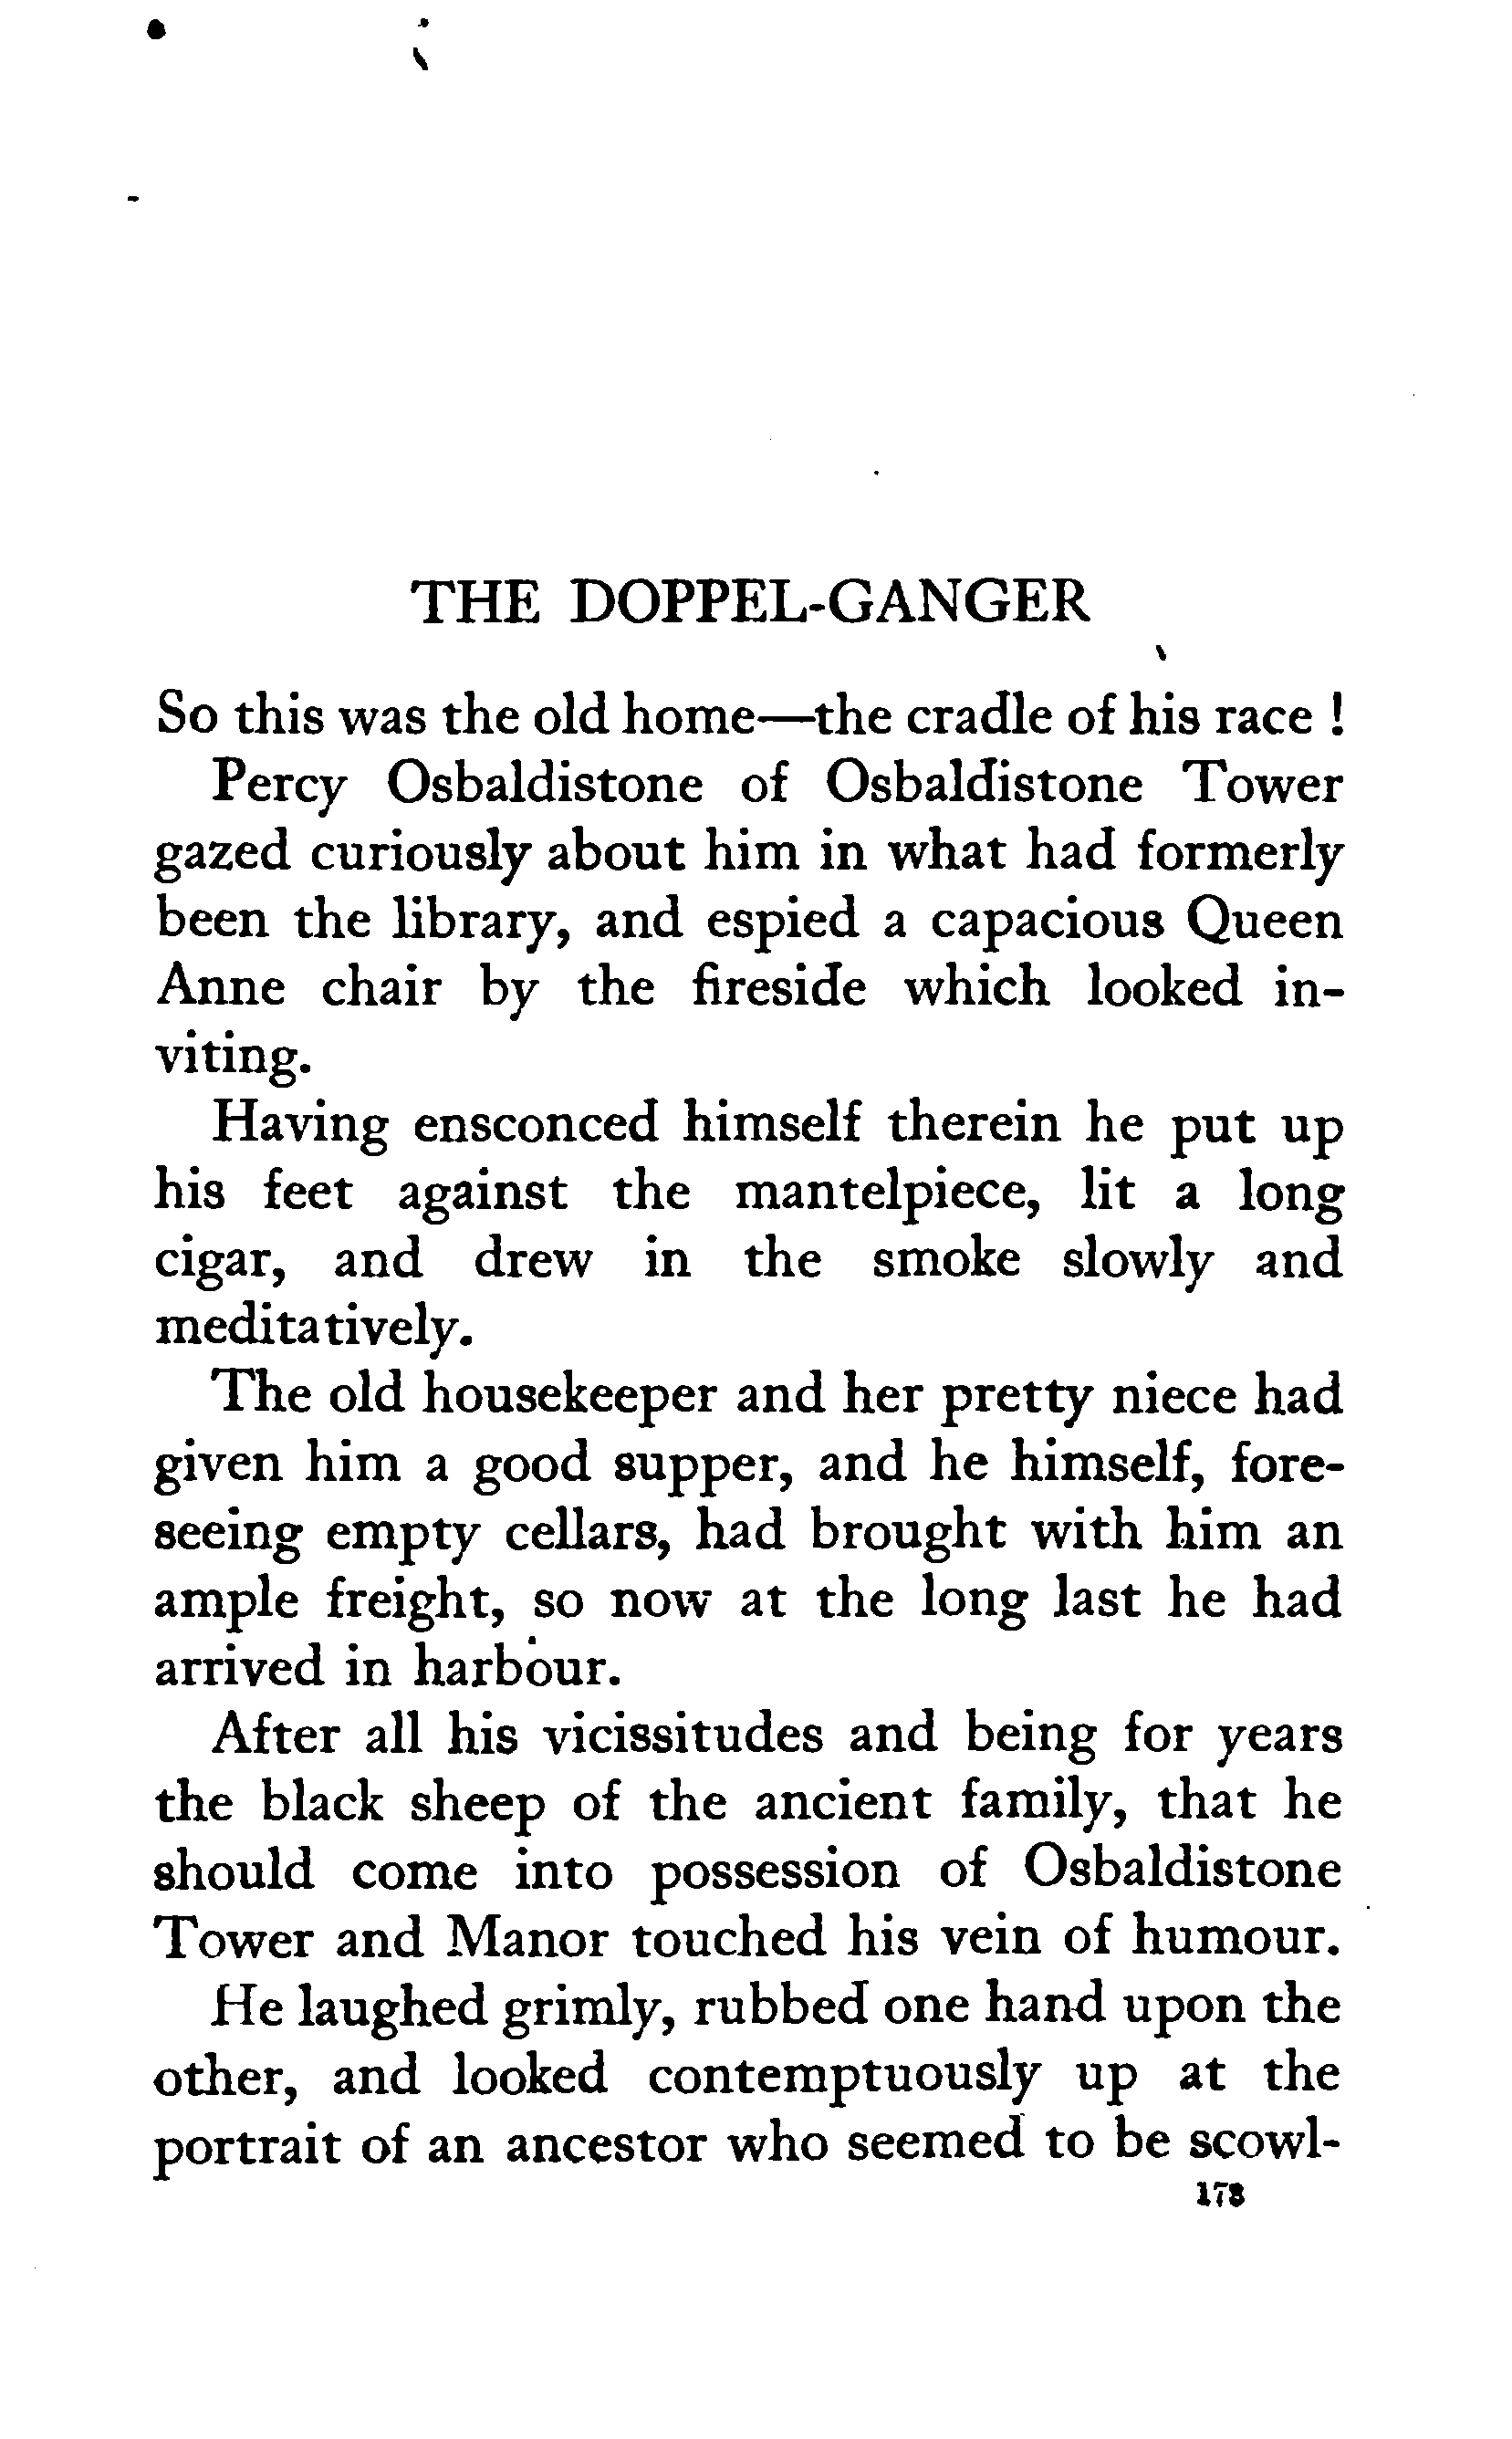 THE DOPPEL-GANGER
So this was the old home—the cradle of his race !
Percy Osbaldistone of Osbaldistone Tower
gazed curiously about him in what had formerly
been the library, and espied a capacious Queen
Anne chair by the fireside which looked in-
viting.
Having ensconced himself therein he put up
his feet against the mantelpiece, lit a long
cigar, and drew in the smoke slowly and
meditatively.
The old housekeeper and her pretty niece had
given him a good supper, and he himself, fore-
seeing empty cellars, had brought with him an
ample freight, so now at the long last he had
arrived in harbour.
After all his vicissitudes and being for years
the black sheep of the ancient family, that he
should come into possession of Osbaldistone
Tower and Manor touched his vein of humour.
He laughed grimly, rubbed one hand upon the
other, and looked contemptuously up at the
portrait of an ancestor who seemed to be scowl-
173